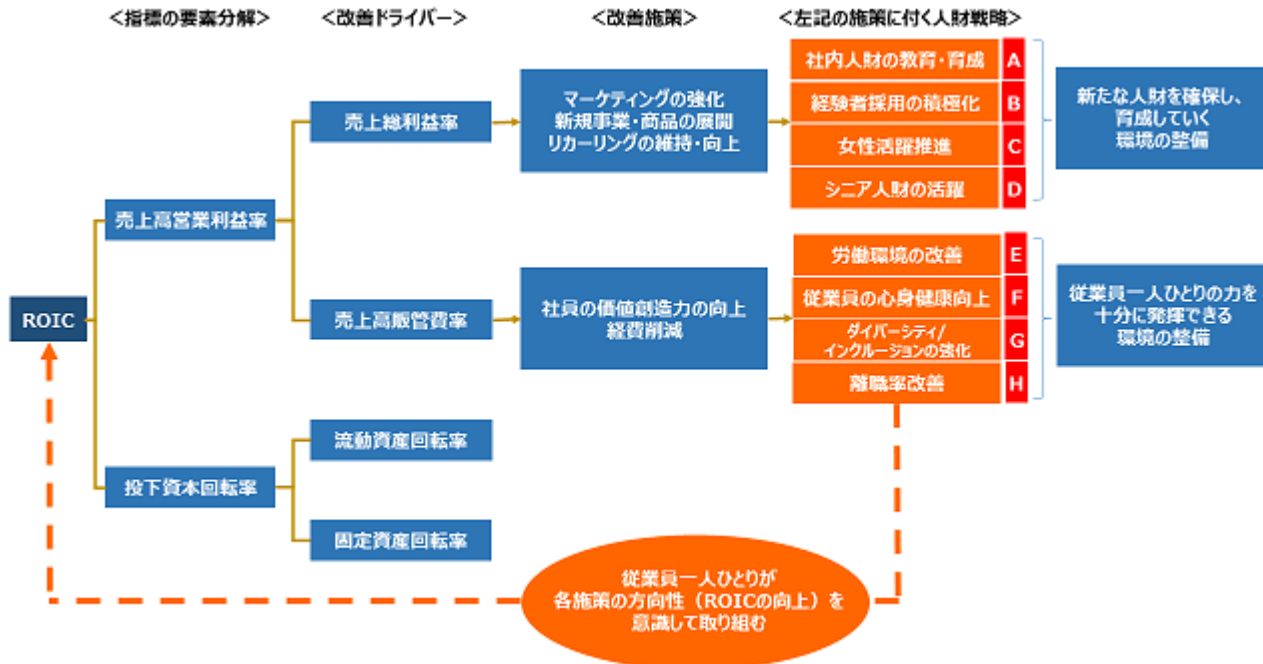 <指標の要素分解>
<改善ドライバー>
<改善施策>
<左記の施策に付く人財戦略>
ROIC
売上高営業利益率
投下資本回転率
売上総利益率
売上高販管費率
流動資産回転率
固定資産回転率
マーケティングの強化
新規事業・商品の展開
リカーリングの維持・向上
社員の価値創造力の向上
経費削減
社内人財の教育・育成 A
経験者採用の積極化 B
女性活躍推進 C
シニア人財の活躍 D
新たな人財を確保し、
育成していく
環境の整備
労働環境の改善 E
従業員の心身健康向上 F
ダイバーシティ/
インクルージョンの強化 G
離職率改善 H
従業員一人ひとりの力を
十分に発揮できる
環境の整備
従業員一人ひとりが
各施策の方向性（ROICの向上）を
意識して取り組む